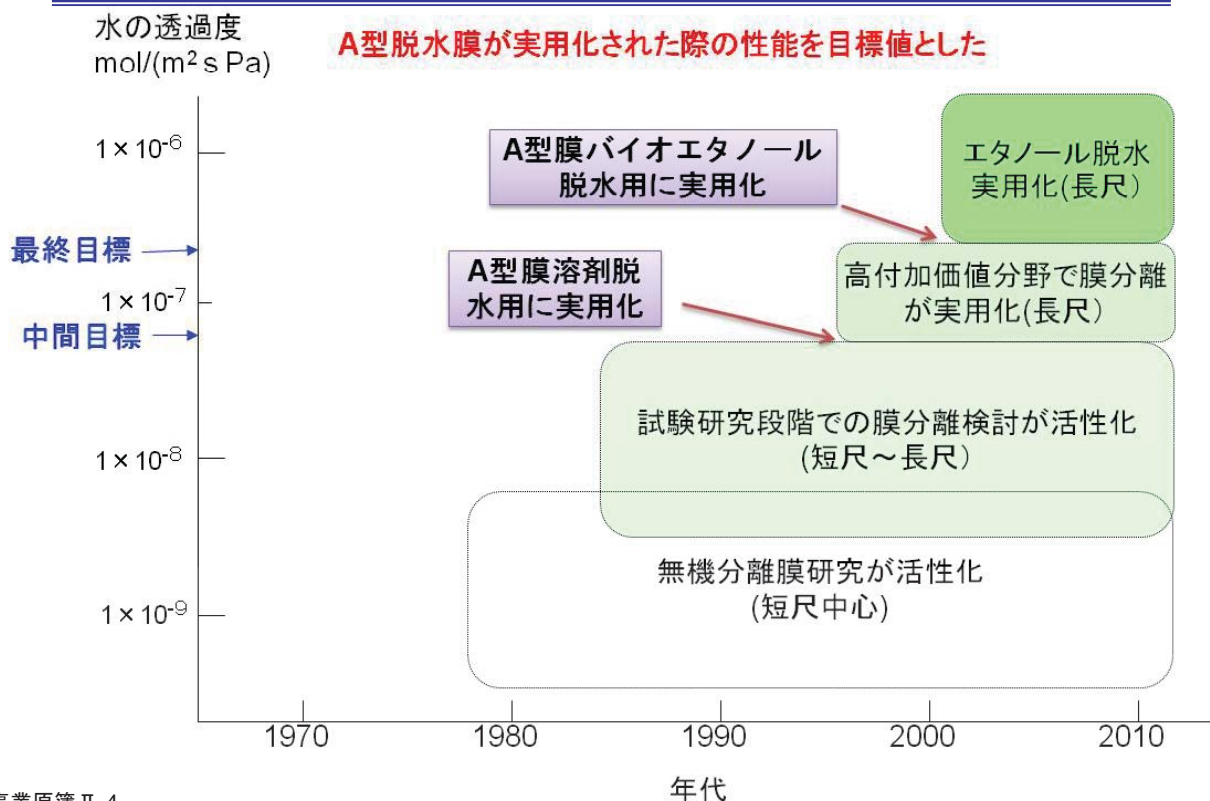 水の透過度
mol/(m² s Pa)
A型脱水膜が実用化された際の性能を目標値とした
1×10⁻⁶
A型膜バイオエタノール
脱水用に実用化
エタノール脱水
実用化(長尺)
最終目標
A型膜溶剤脱
水用に実用化
高付加価値分野で膜分離
が実用化(長尺)
1×10⁻⁷
中間目標
試験研究段階での膜分離検討が活性化
(短尺～長尺)
1×10⁻⁸
無機分離膜研究が活性化
(短尺中心)
1×10⁻⁹
1970
1980
1990
2000
2010
年代
事業原簿 Ⅱ-4